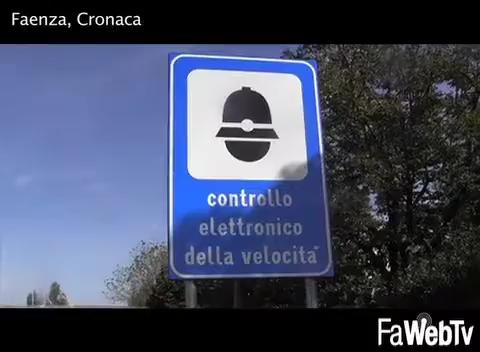 Faenza, Cronaca
controllo
elettronico
della velocità
FaWebTv